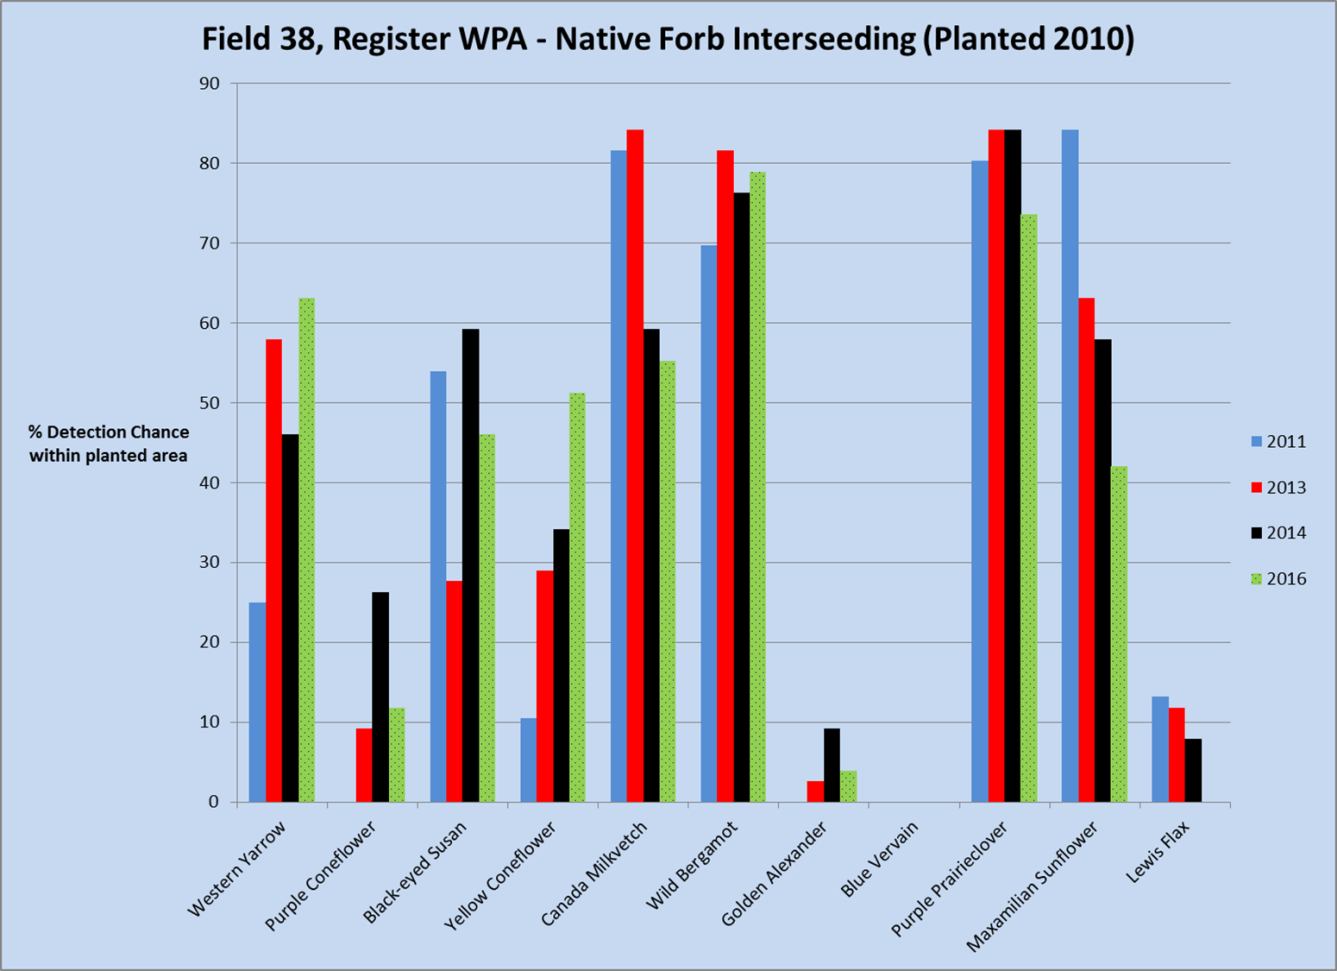 Field 38, Register WPA - Native Forb Interseeding (Planted 2010)
90
80
70
60
50
40
30
20
10
0
% Detection Chance
within planted area
Western Yarrow
Purple Coneflower
Black-eyed Susan
Yellow Coneflower
Canada Milkvetch
Wild Bergamot
Golden Alexander
Blue Vervain
Purple Prairieclover
Maxamilian Sunflower
Lewis Flax
2011
2013
2014
2016